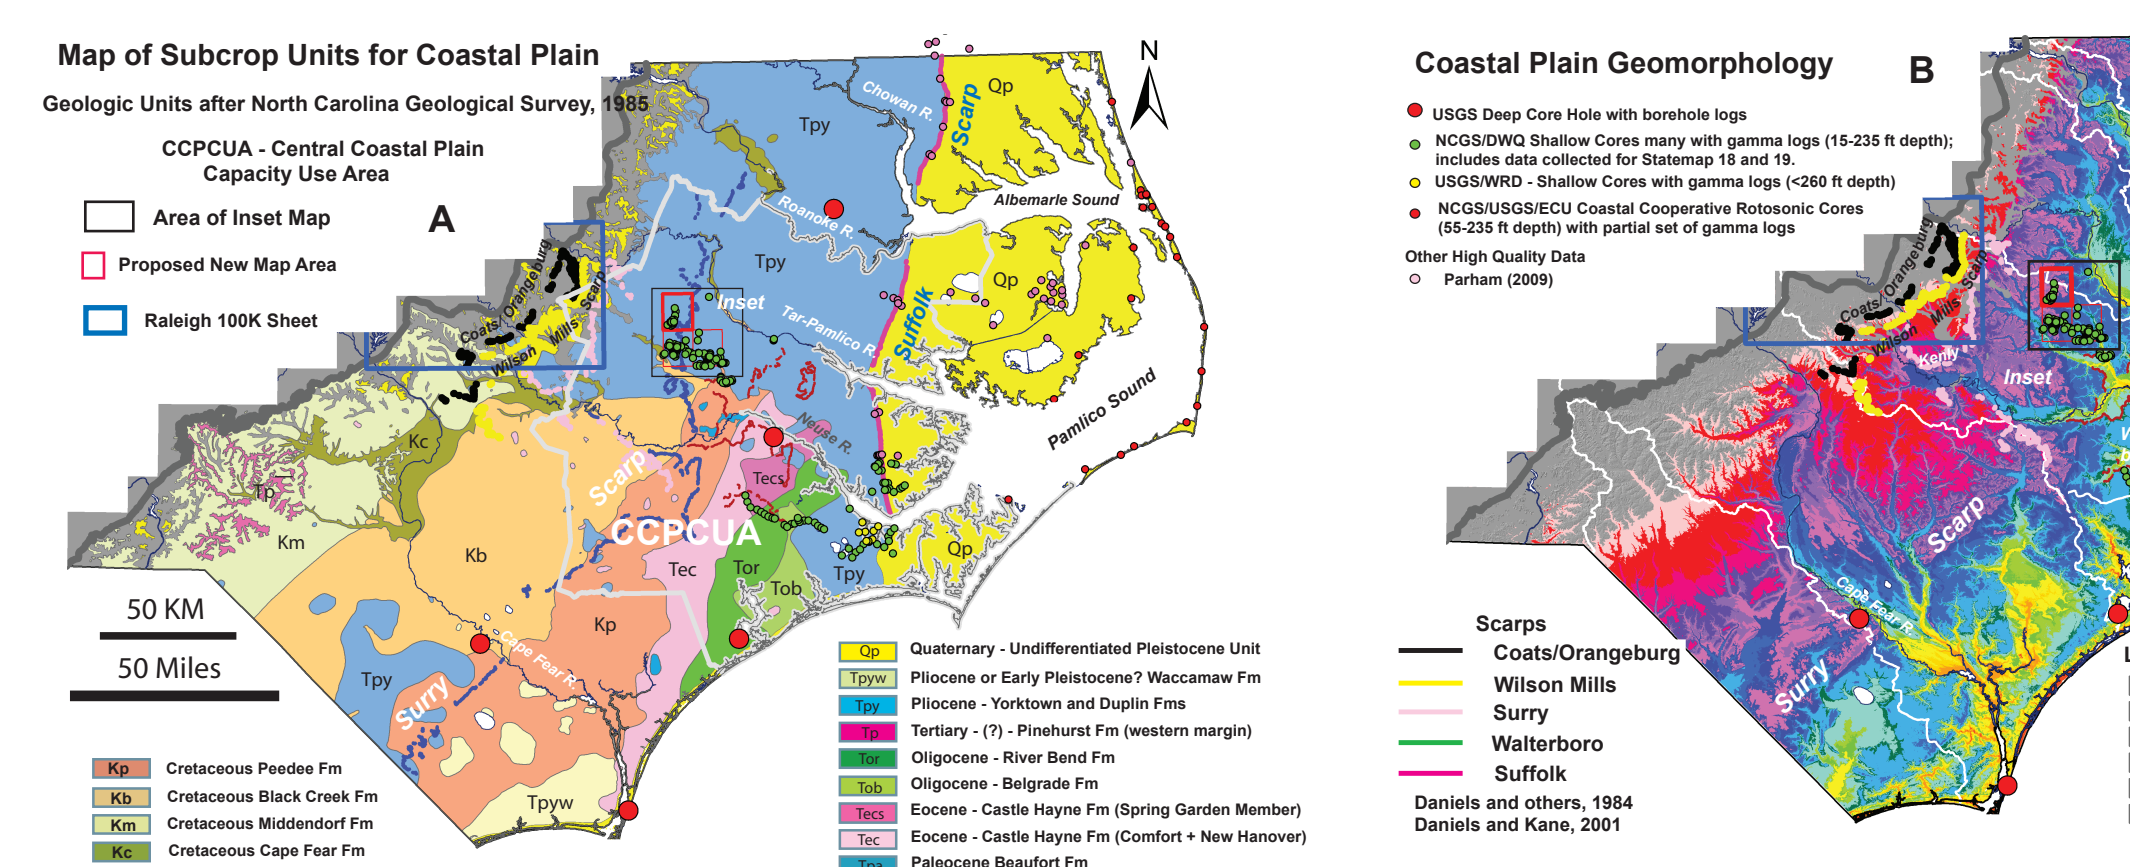 Map of Subcrop Units for Coastal Plain
Geologic Units after North Carolina Geological Survey, 1985
CCPCUA - Central Coastal Plain
Capacity Use Area
Area of Inset Map
Proposed New Map Area
Raleigh 100K Sheet
A
N
50 KM
50 Miles
Chowan R.
Scarp
Qp
Tpy
Albemarle Sound
Roanoke R.
Tpy
Qp
Inset
Tar-Pamlico R.
Suffolk
Coats/Orangeburg
Wilson Mills Scarp
Pamlico Sound
Neuse R.
Kc
Tp
Km
Scarp
Tecs
CCPCUA
Kb
Tec
Tor
Tob
Tpy
Qp
Kp
Cape Fear R.
Tpy
Surry
Tpyw
Kp Cretaceous Peedee Fm
Kb Cretaceous Black Creek Fm
Km Cretaceous Middendorf Fm
Kc Cretaceous Cape Fear Fm
Qp Quaternary - Undifferentiated Pleistocene Unit
Tpyw Pliocene or Early Pleistocene? Waccamaw Fm
Tpy Pliocene - Yorktown and Duplin Fms
Tp Tertiary - (?) - Pinehurst Fm (western margin)
Tor Oligocene - River Bend Fm
Tob Oligocene - Belgrade Fm
Tecs Eocene - Castle Hayne Fm (Spring Garden Member)
Tec Eocene - Castle Hayne Fm (Comfort + New Hanover)
Tpa Paleocene Beaufort Fm
Coastal Plain Geomorphology
B
USGS Deep Core Hole with borehole logs
NCGS/DWQ Shallow Cores many with gamma logs (15-235 ft depth);
includes data collected for Statemap 18 and 19.
USGS/WRD - Shallow Cores with gamma logs (<260 ft depth)
NCGS/USGS/ECU Coastal Cooperative Rotosonic Cores
(55-235 ft depth) with partial set of gamma logs
Other High Quality Data
Parham (2009)
Coats/Orangeburg
Wilson Mills Scarp
Kenly
Inset
Scarp
Cape Fear R.
Surry
Scarps
Coats/Orangeburg
Wilson Mills
Surry
Walterboro
Suffolk
Daniels and others, 1984
Daniels and Kane, 2001